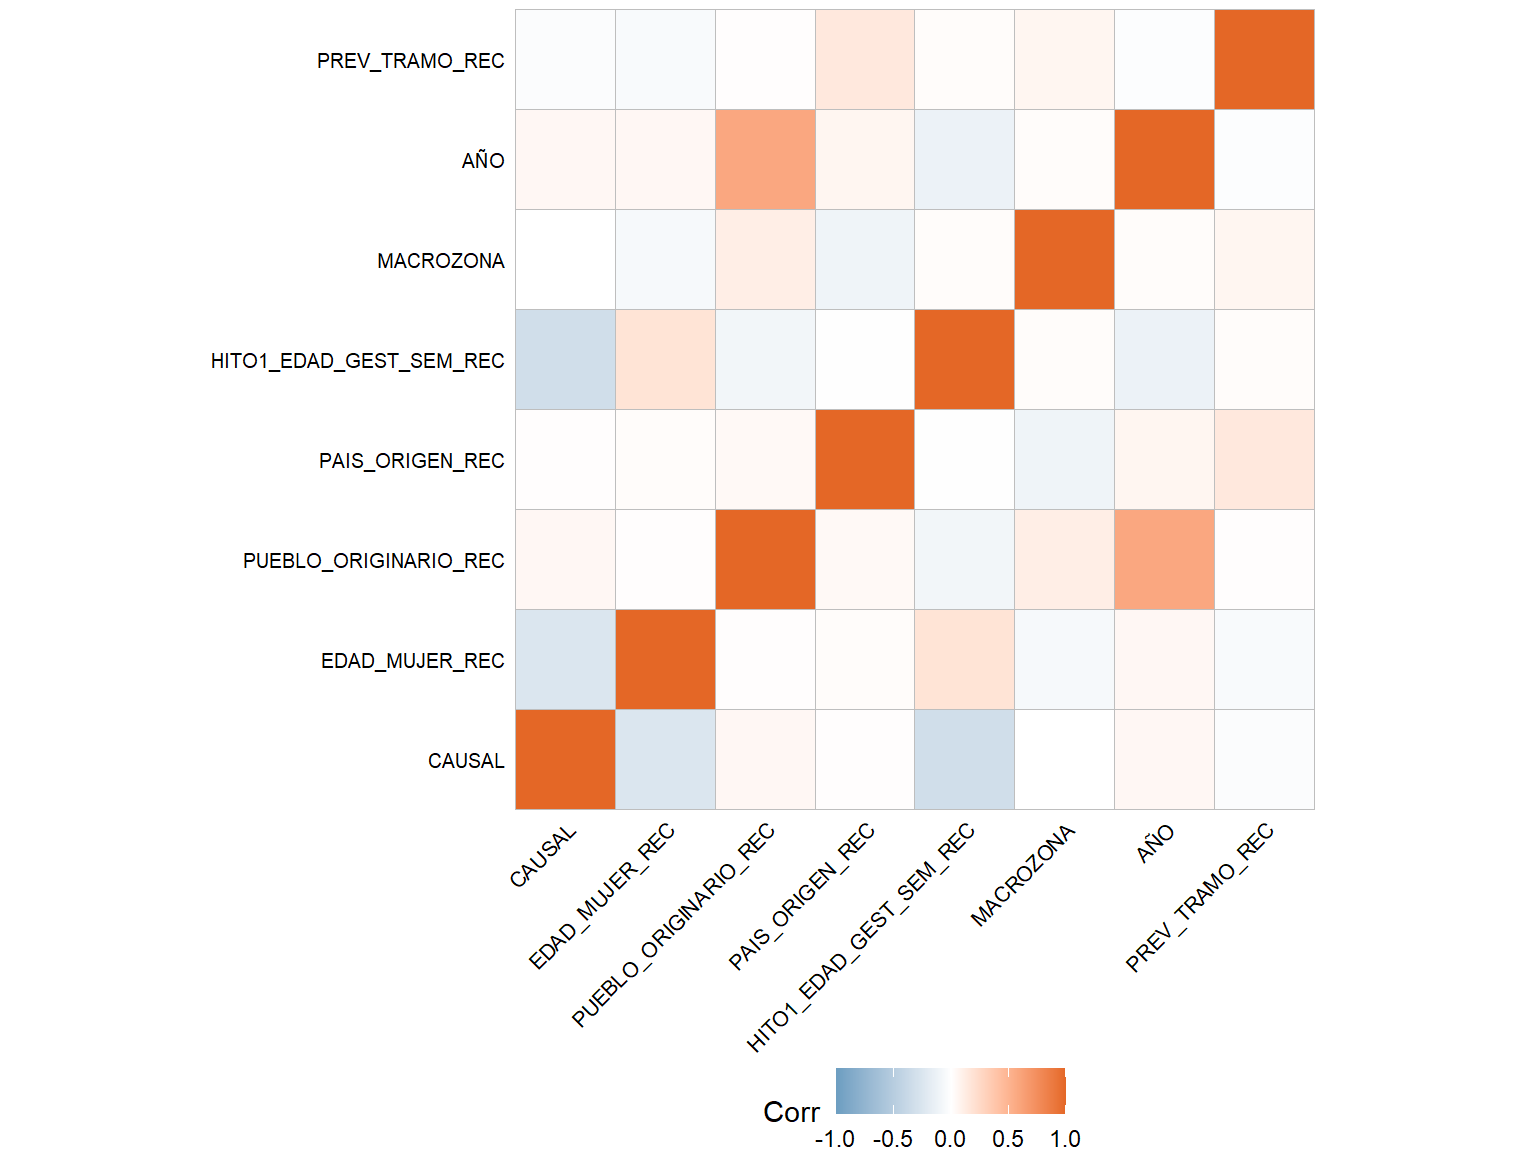 PREV_TRAMO_REC
AÑO
MACROZONA
HITO1_EDAD_GEST_SEM_REC
PAIS_ORIGEN_REC
PUEBLO_ORIGINARIO_REC
EDAD_MUJER_REC
CAUSAL
CAUSAL
EDAD_MUJER_REC
PUEBLO_ORIGINARIO_REC
PAIS_ORIGEN_REC
HITO1_EDAD_GEST_SEM_REC
MACROZONA
AÑO
PREV_TRAMO_REC
Corr
-1.0 -0.5 0.0 0.5 1.0